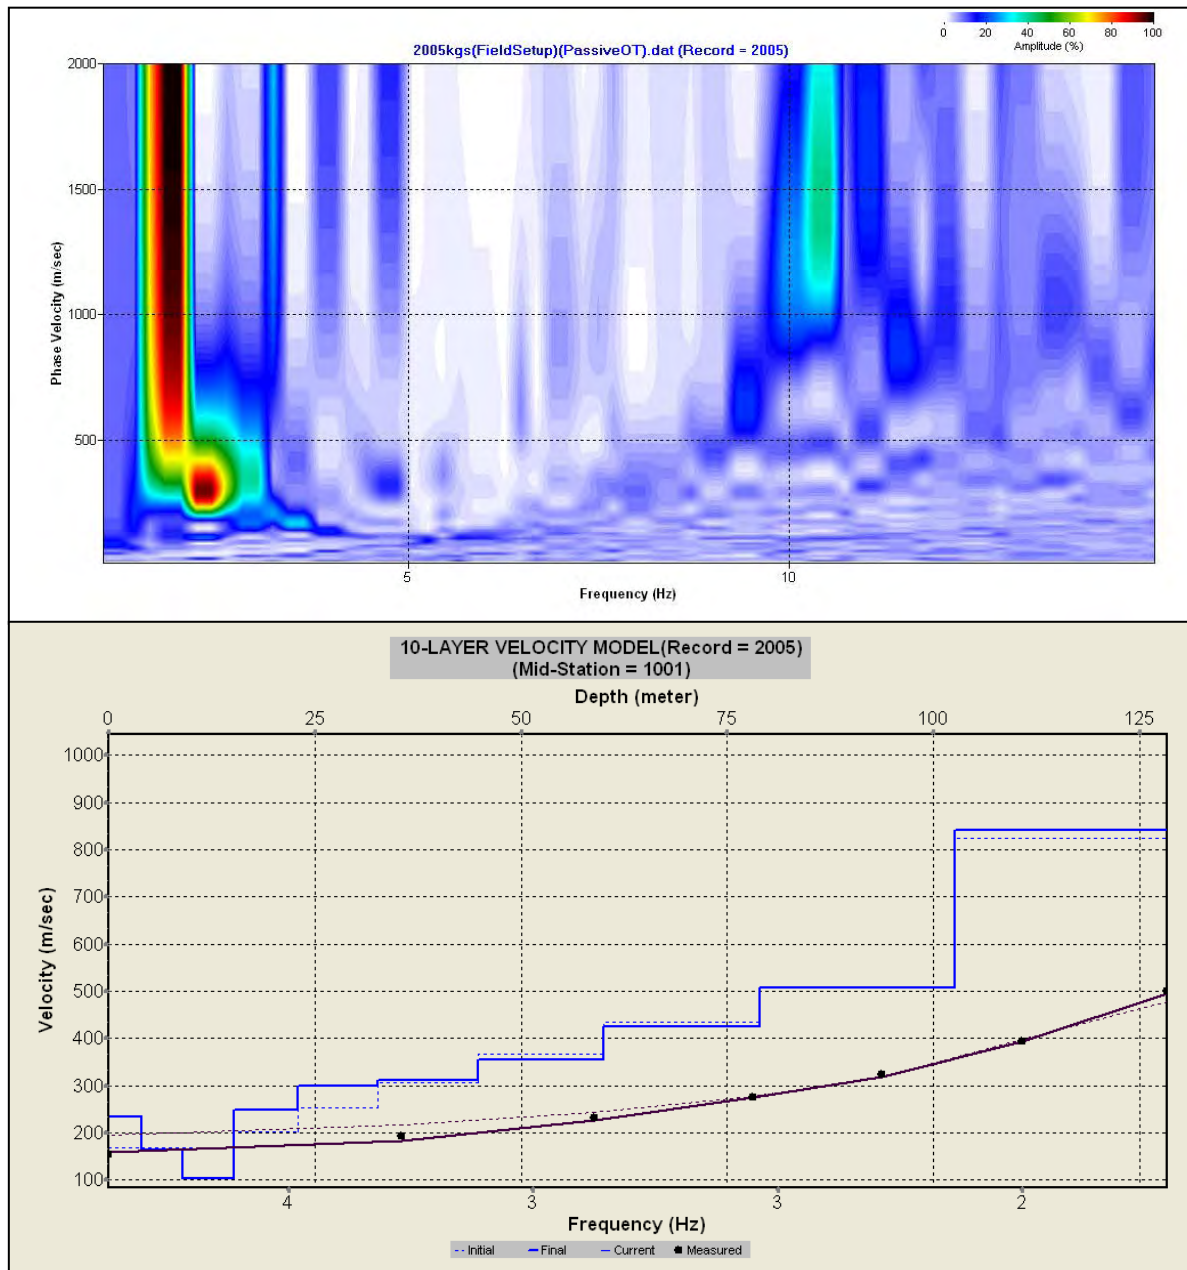 0 20 40 60 80 100
Amplitude (%)
2005kgs(FieldSetup)(PassiveOT).dat (Record = 2005)
2000
1500
1000
500
Phase Velocity (m/sec)
5 10
Frequency (Hz)
10-LAYER VELOCITY MODEL(Record = 2005)
(Mid-Station = 1001)
Depth (meter)
0 25 50 75 100 125
1000
900
800
700
600
500
400
300
200
100
Velocity (m/sec)
4 3 3 2
Frequency (Hz)
Initial Final Current Measured